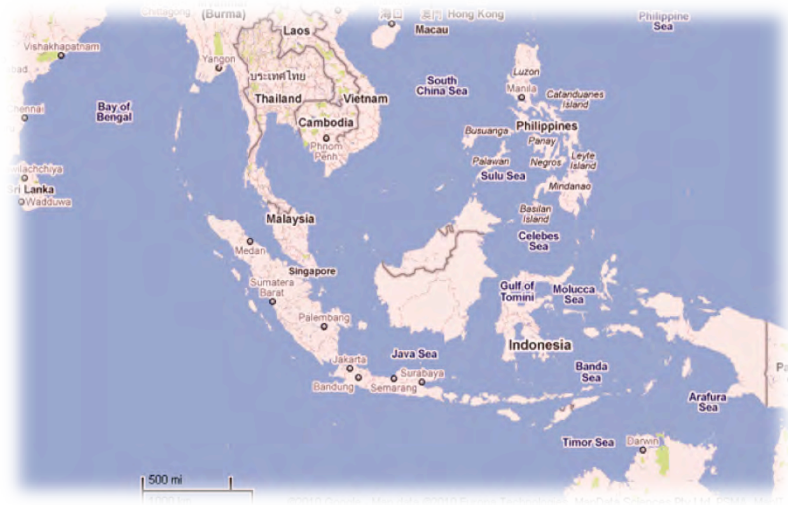 (Burma)
Laos
海口
澳門 Hong Kong
Macau
Philippine
Sea
Vishakhapatnam
Yangon
ประเทศไทย
Thailand
Vietnam
South
China Sea
Luzon
Manila
Catanduanes
Island
Bay of
Bengal
Cambodia
Phnom
Penh
Busuanga
Philippines
Panay
Palawan
Negros
Leyte
Island
Sulu Sea
Mindanao
Sri Lanka
Wadduwa
Malaysia
Basilan
Island
Celebes
Sea
Medan
Singapore
Sumatera
Barat
Gulf of
Tomini
Molucca
Sea
Palembang
Java Sea
Indonesia
Jakarta
Bandung
Semarang
Surabaya
Banda
Sea
Arafura
Sea
Timor Sea
Darwin
500 mi